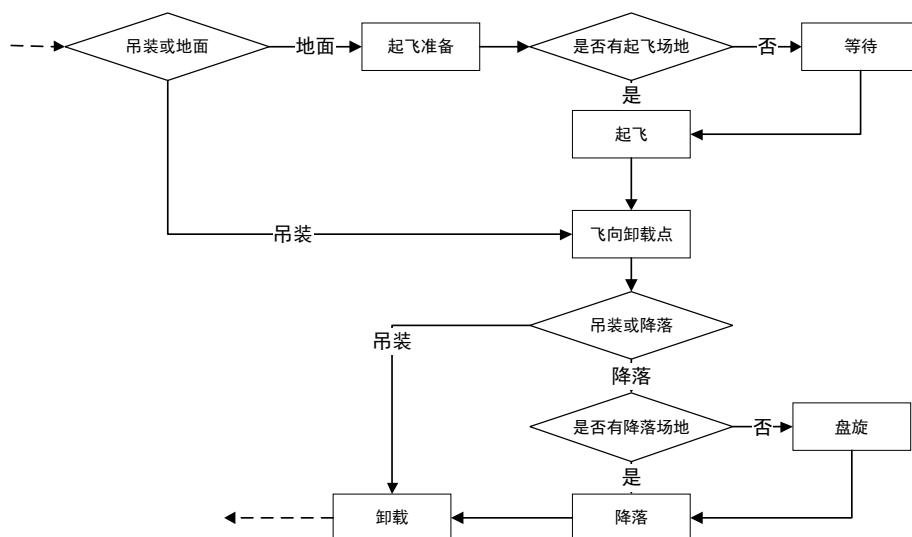 吊装或地面
地面
起飞准备
是否有起飞场地
否
等待
是
起飞
吊装
飞向卸载点
吊装或降落
吊装
降落
是否有降落场地
否
盘旋
是
卸载
降落